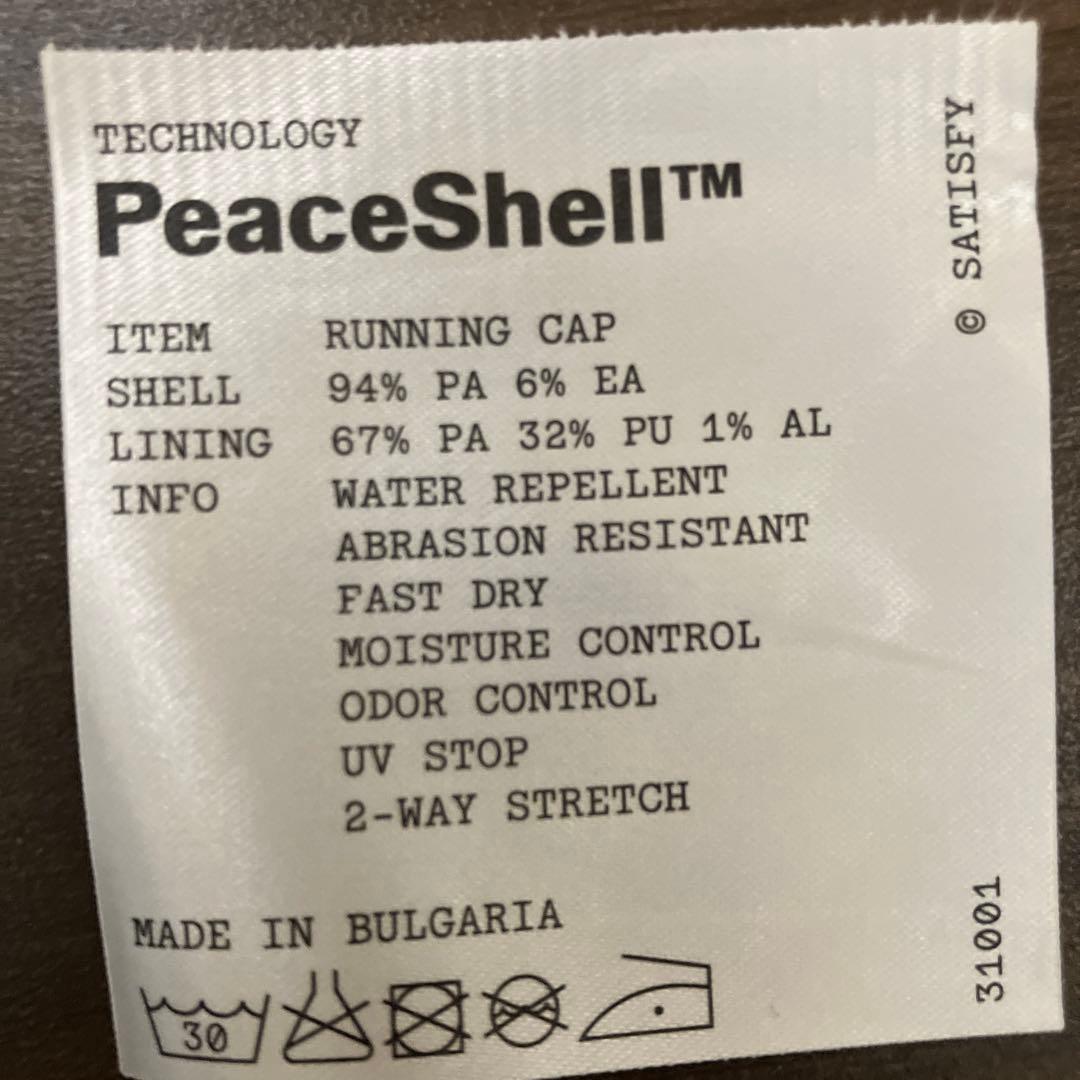 TECHNOLOGY
PeaceShell™
ITEM RUNNING CAP
SHELL 94% PA 6% EA
LINING 67% PA 32% PU 1% AL
INFO WATER REPELLENT
ABRASION RESISTANT
FAST DRY
MOISTURE CONTROL
ODOR CONTROL
UV STOP
2-WAY STRETCH
MADE IN BULGARIA
30
© SATISFY
31001